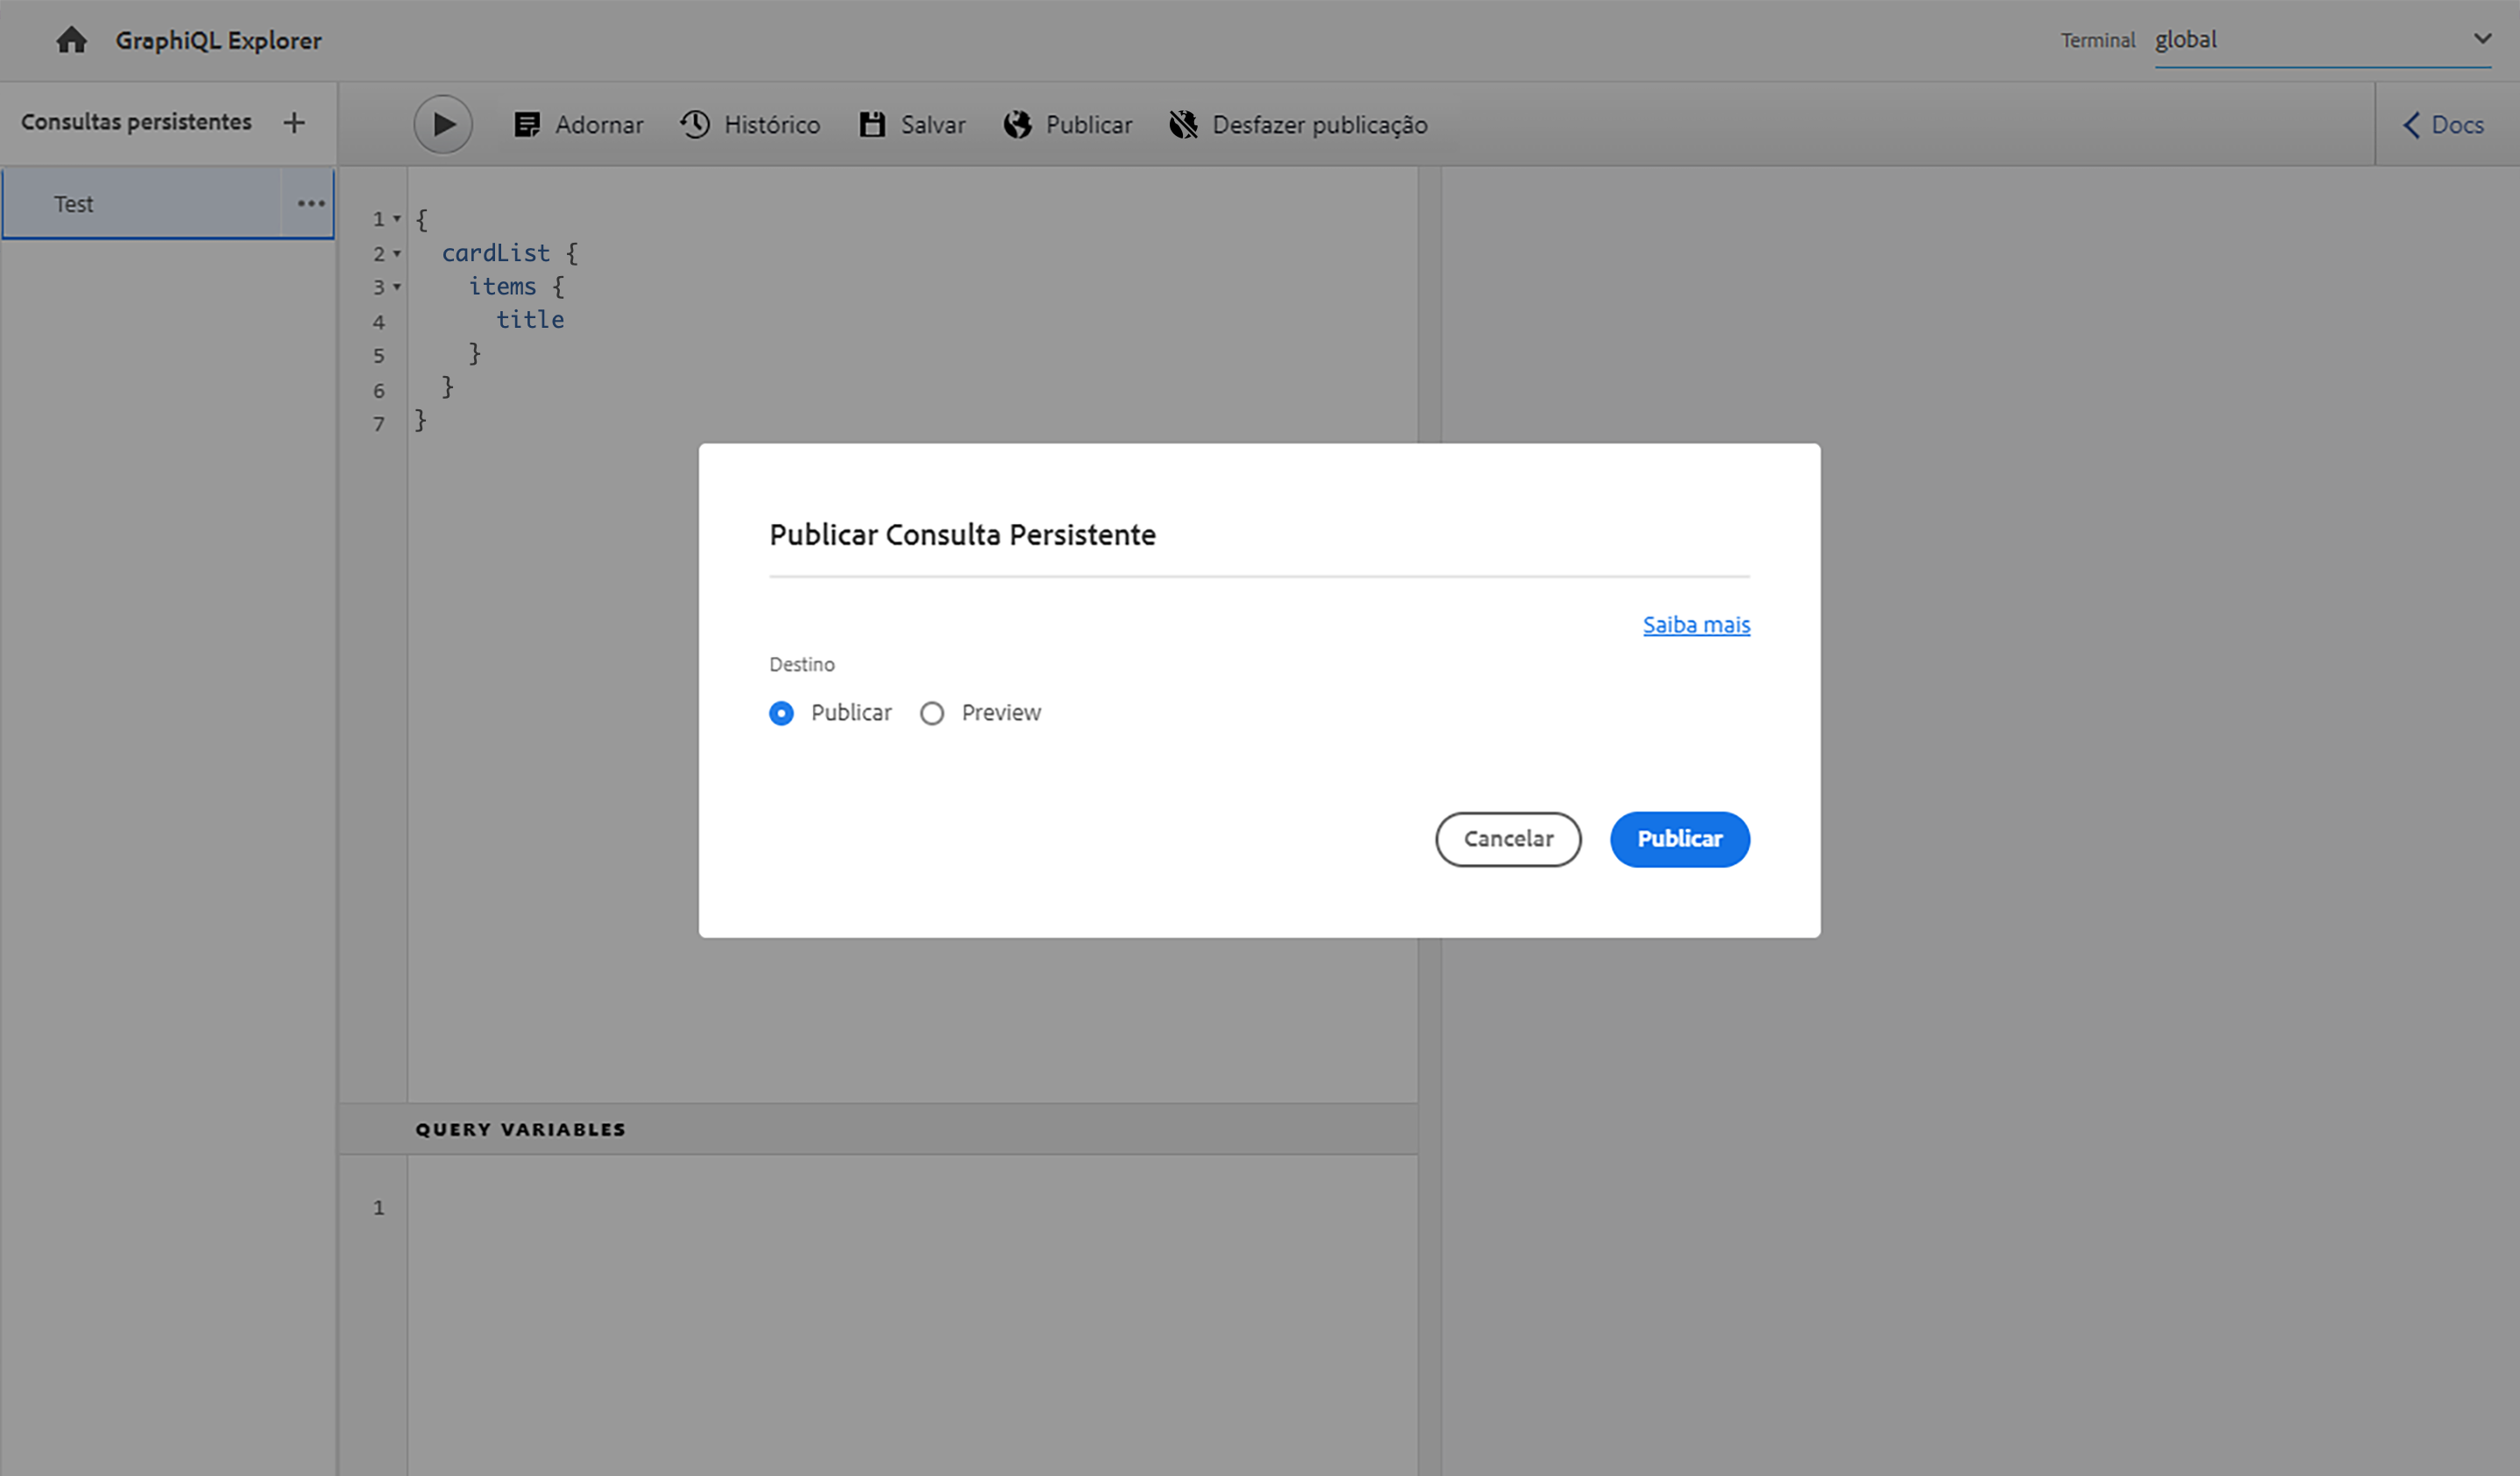 GraphiQL Explorer
Terminal global
Consultas persistentes +
Adornar Histórico Salvar Publicar Desfazer publicação
Docs
Test
1 {
2 cardList {
3 items {
4 title
5 }
6 }
7 }
Publicar Consulta Persistente
Saiba mais
Destino
Publicar Preview
Cancelar Publicar
QUERY VARIABLES
1